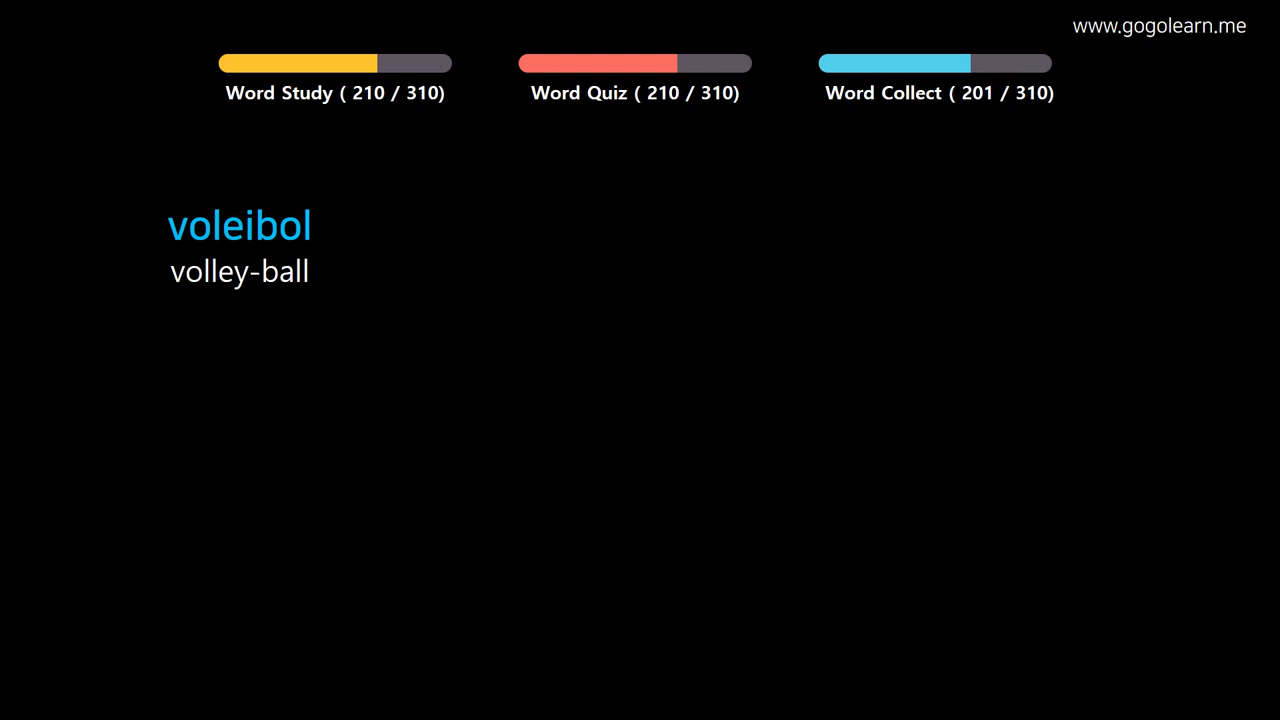 www.gogolearn.me
Word Study ( 210 / 310)
Word Quiz ( 210 / 310)
Word Collect ( 201 / 310)
voleibol
volley-ball